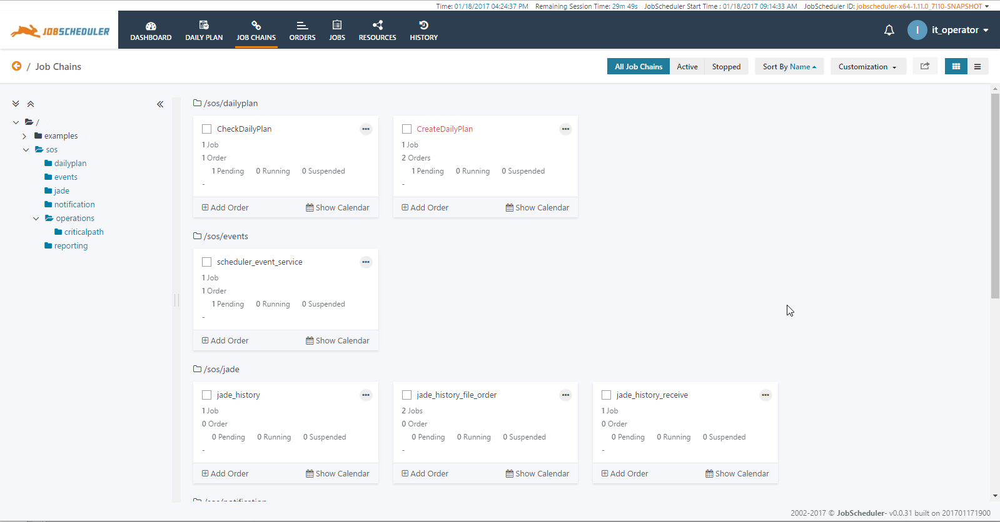 Time: 01/18/2017 04:24:37 PM Remaining Session Time: 29m 49s JobScheduler Start Time : 01/18/2017 09:14:33 AM JobScheduler ID: jobscheduler-x64-1.11.0_7110-SNAPSHOT
JOBSCHEDULER
DASHBOARD DAILY PLAN JOB CHAINS ORDERS JOBS RESOURCES HISTORY
I it_operator
/ Job Chains
All Job Chains Active Stopped Sort By Name Customization
/
examples
sos
dailyplan
events
jade
notification
operations
criticalpath
reporting
/sos/dailyplan
CheckDailyPlan
1 Job
1 Order
1 Pending 0 Running 0 Suspended
-
Add Order Show Calendar
CreateDailyPlan
1 Job
2 Orders
1 Pending 0 Running 0 Suspended
-
Add Order Show Calendar
/sos/events
scheduler_event_service
1 Job
1 Order
1 Pending 0 Running 0 Suspended
-
Add Order Show Calendar
/sos/jade
jade_history
1 Job
0 Order
0 Pending 0 Running 0 Suspended
-
Add Order Show Calendar
jade_history_file_order
2 Jobs
0 Order
0 Pending 0 Running 0 Suspended
-
Add Order Show Calendar
jade_history_receive
1 Job
0 Order
0 Pending 0 Running 0 Suspended
-
Add Order Show Calendar
/sos/notification
2002-2017 © JobScheduler- v0.0.31 built on 201701171900